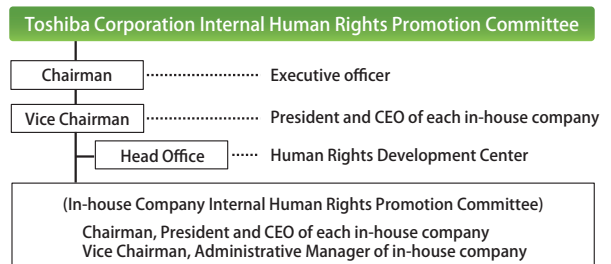 Toshiba Corporation Internal Human Rights Promotion Committee
Chairman Executive officer
Vice Chairman President and CEO of each in-house company
Head Office Human Rights Development Center
(In-house Company Internal Human Rights Promotion Committee)
Chairman, President and CEO of each in-house company
Vice Chairman, Administrative Manager of in-house company